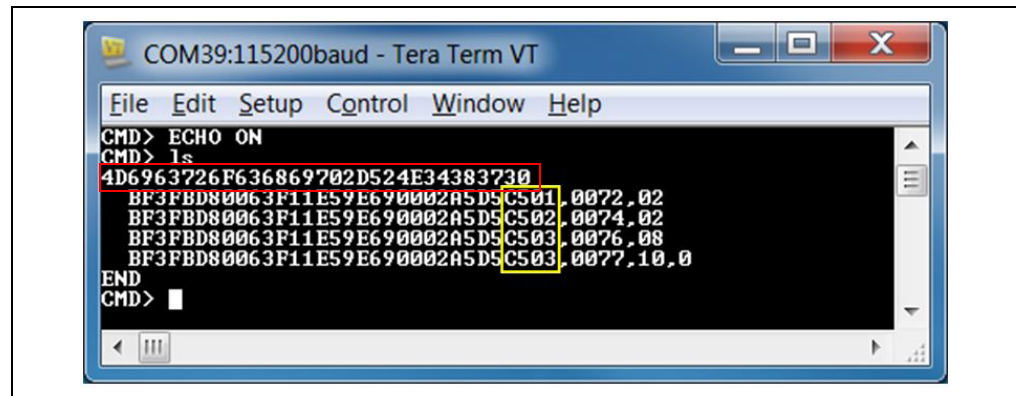 COM39:115200baud - Tera Term VT
File Edit Setup Control Window Help
CMD> ECHO ON
CMD> ls
4D6963726F636869702D524E34383730
BF3FBD80063F11E59E690002A5D5C501,0072,02
BF3FBD80063F11E59E690002A5D5C502,0074,02
BF3FBD80063F11E59E690002A5D5C503,0076,08
BF3FBD80063F11E59E690002A5D5C503,0077,10,0
END
CMD>